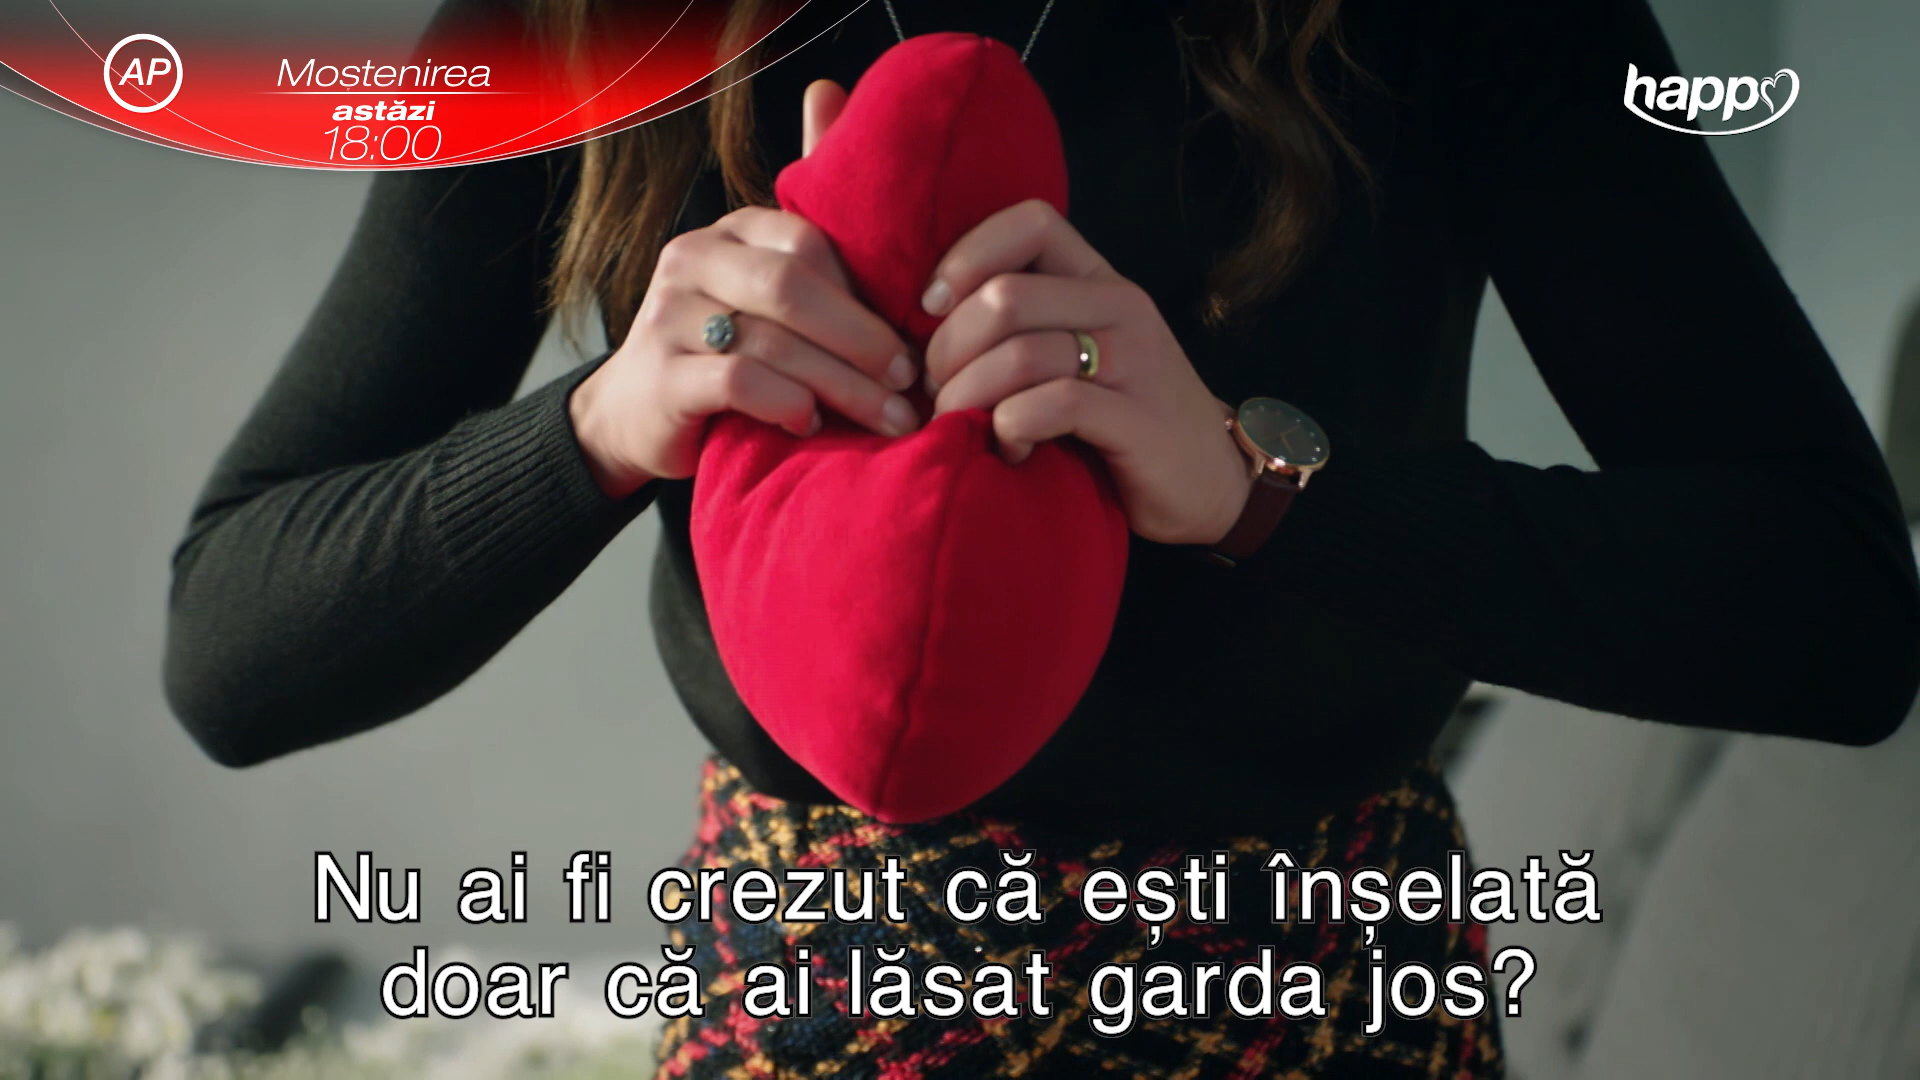 AP
Moștenirea
astăzi
18:00
happy
Nu ai fi crezut că ești înșelată
doar că ai lăsat garda jos?